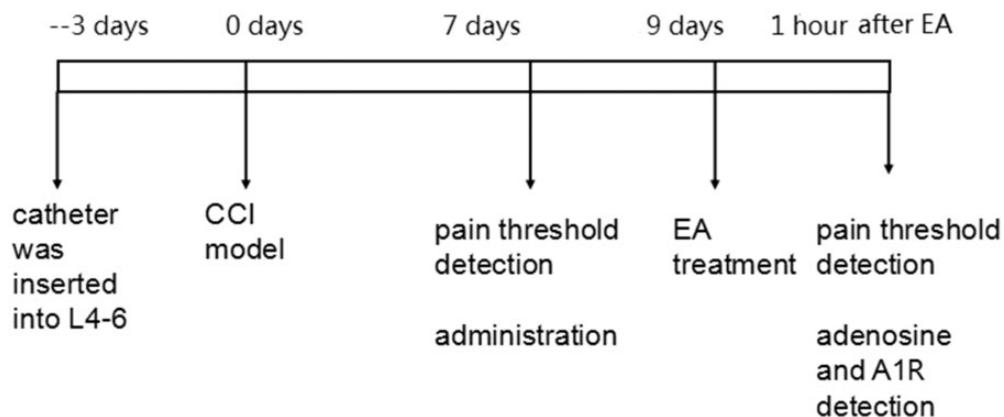 --3 days 0 days 7 days 9 days 1 hour after EA
catheter
was
inserted
into L4-6
CCI
model
pain threshold
detection
administration
EA
treatment
pain threshold
detection
adenosine
and A1R
detection